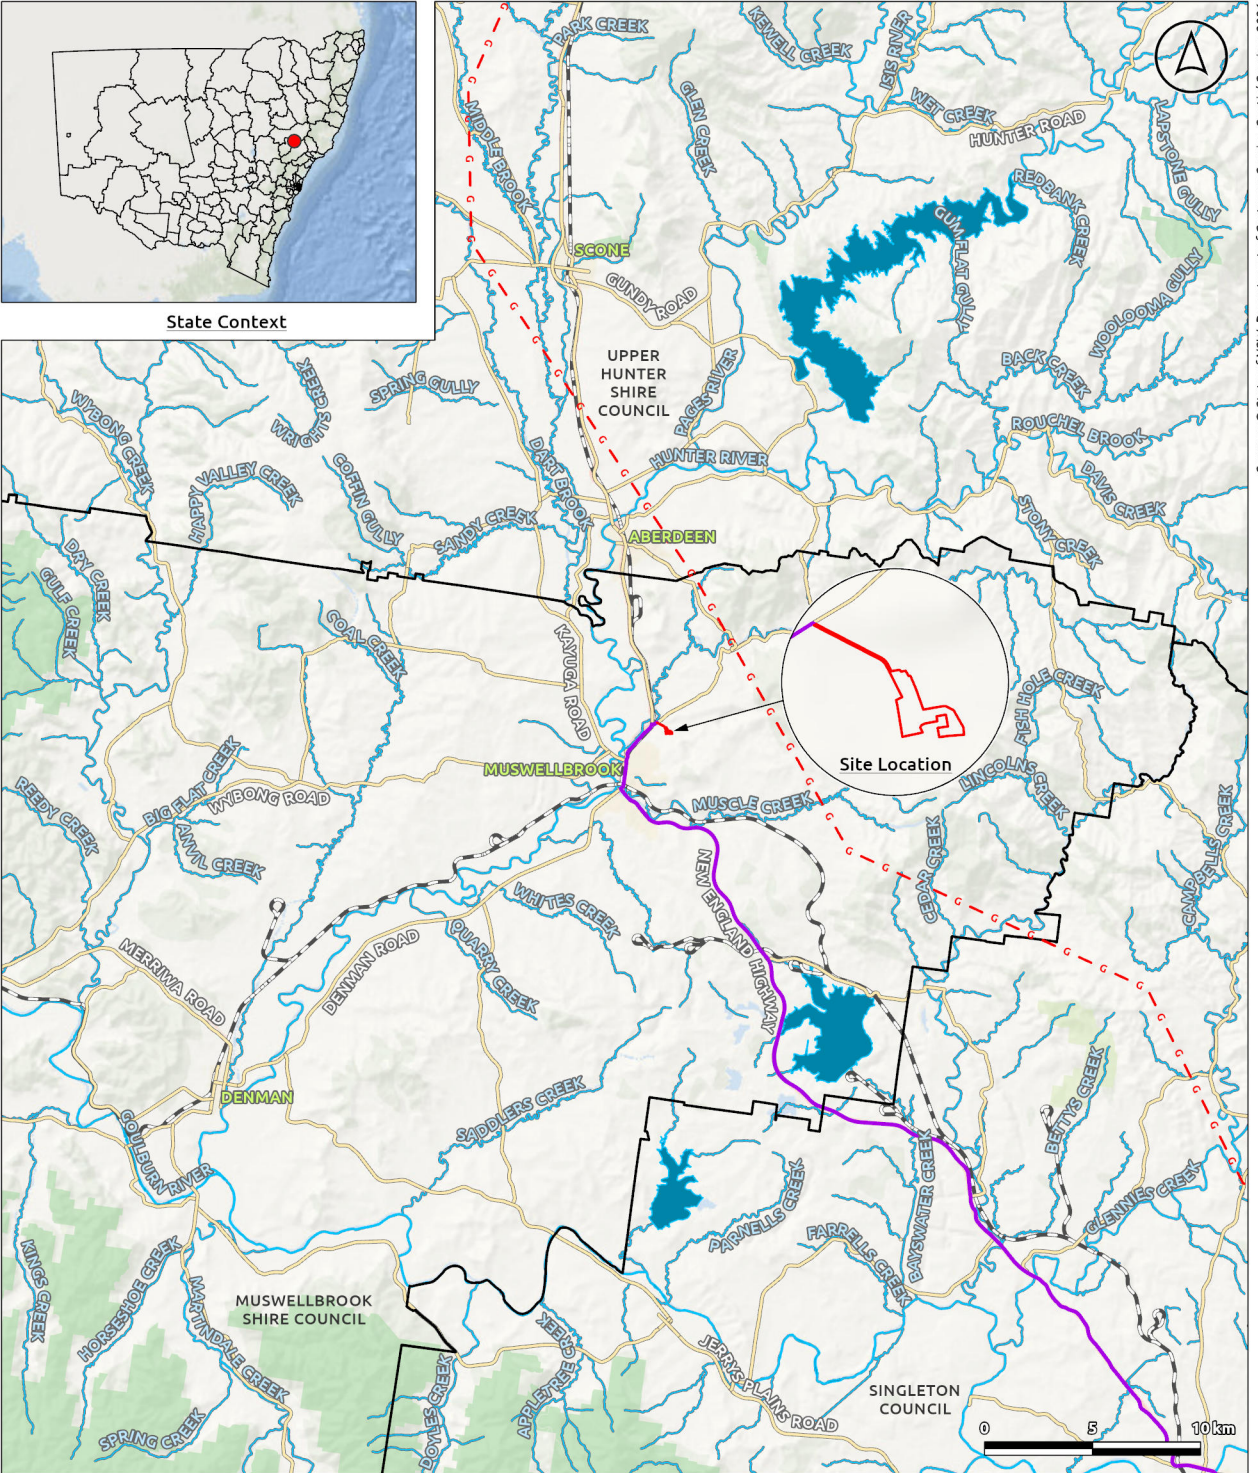 PARK CREEK
KEWELL CREEK
ISIS RIVER
WET CREEK
HUNTER ROAD
LAPSTONE GULLY
GLEN CREEK
MIDDLE BROOK
REDBANK CREEK
GUM FLAT GULLY
WOOLOOMA GULLY
SCONE
GUNDY ROAD
State Context
UPPER
HUNTER
SHIRE
COUNCIL
PAGES RIVER
BACK CREEK
ROUCHEL BROOK
SPRING GULLY
WRIGHTS CREEK
WYBONG CREEK
HAPPY VALLEY CREEK
COFFIN GULLY
DART BROOK
HUNTER RIVER
DAVIS CREEK
STONY CREEK
SANDY CREEK
ABERDEEN
DRY CREEK
GULF CREEK
COAL CREEK
KAYUGA ROAD
FISH HOLE CREEK
Site Location
LINCOLNS CREEK
MUSWELLBROOK
MUSCLE CREEK
BIG FLAT CREEK
WYBONG ROAD
REEDY CREEK
ANVIL CREEK
CEDAR CREEK
CAMPBELLS CREEK
WHITES CREEK
NEW ENGLAND HIGHWAY
QUARRY CREEK
DENMAN ROAD
MERRIWA ROAD
DENMAN
SADDLERS CREEK
BETTYS CREEK
GOULBURN RIVER
PARNELLS CREEK
BAYSWATER CREEK
GLENNIES CREEK
FARRELLS CREEK
KINGS CREEK
HORSESHOE CREEK
MARTINDALE CREEK
MUSWELLBROOK
SHIRE COUNCIL
APPLETREE CREEK
DOYLES CREEK
JERRYS PLAINS ROAD
SINGLETON
COUNCIL
SPRING CREEK
0 5 10 km